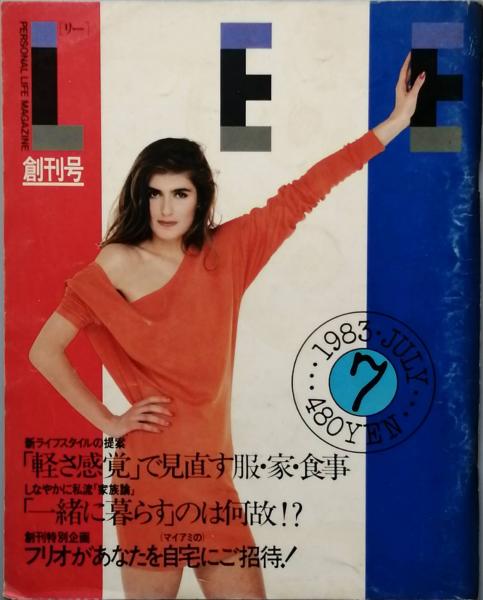 LEE
[リー]
PERSONAL LIFE MAGAZINE
創刊号
1983・JULY
7
480YEN
新ライフスタイルの提案
「軽さ感覚」で見直す服・家・食事
しなやかに私流「家族論」
「一緒に暮らす」のは何故!?
創刊特別企画
(マイアミの)
フリオがあなたを自宅にご招待!